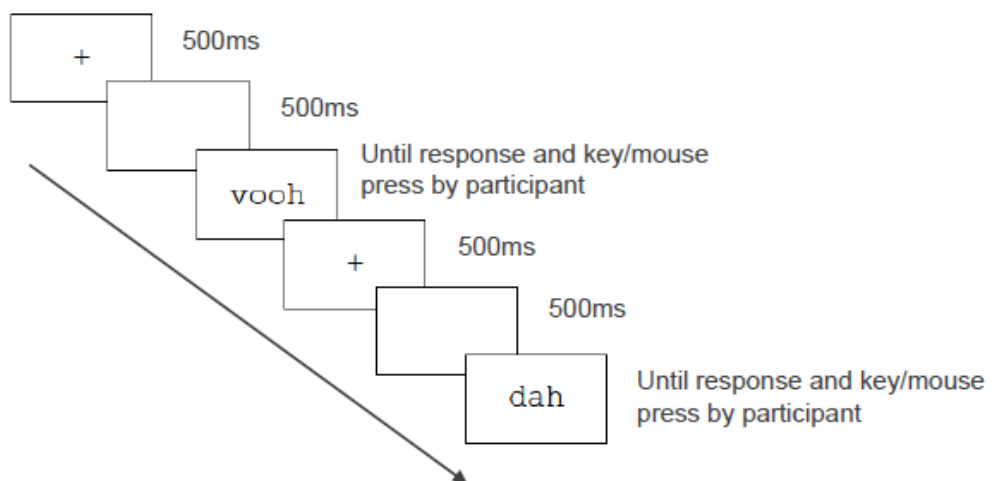 +
500ms
500ms
vooh
Until response and key/mouse
press by participant
+
500ms
500ms
dah
Until response and key/mouse
press by participant